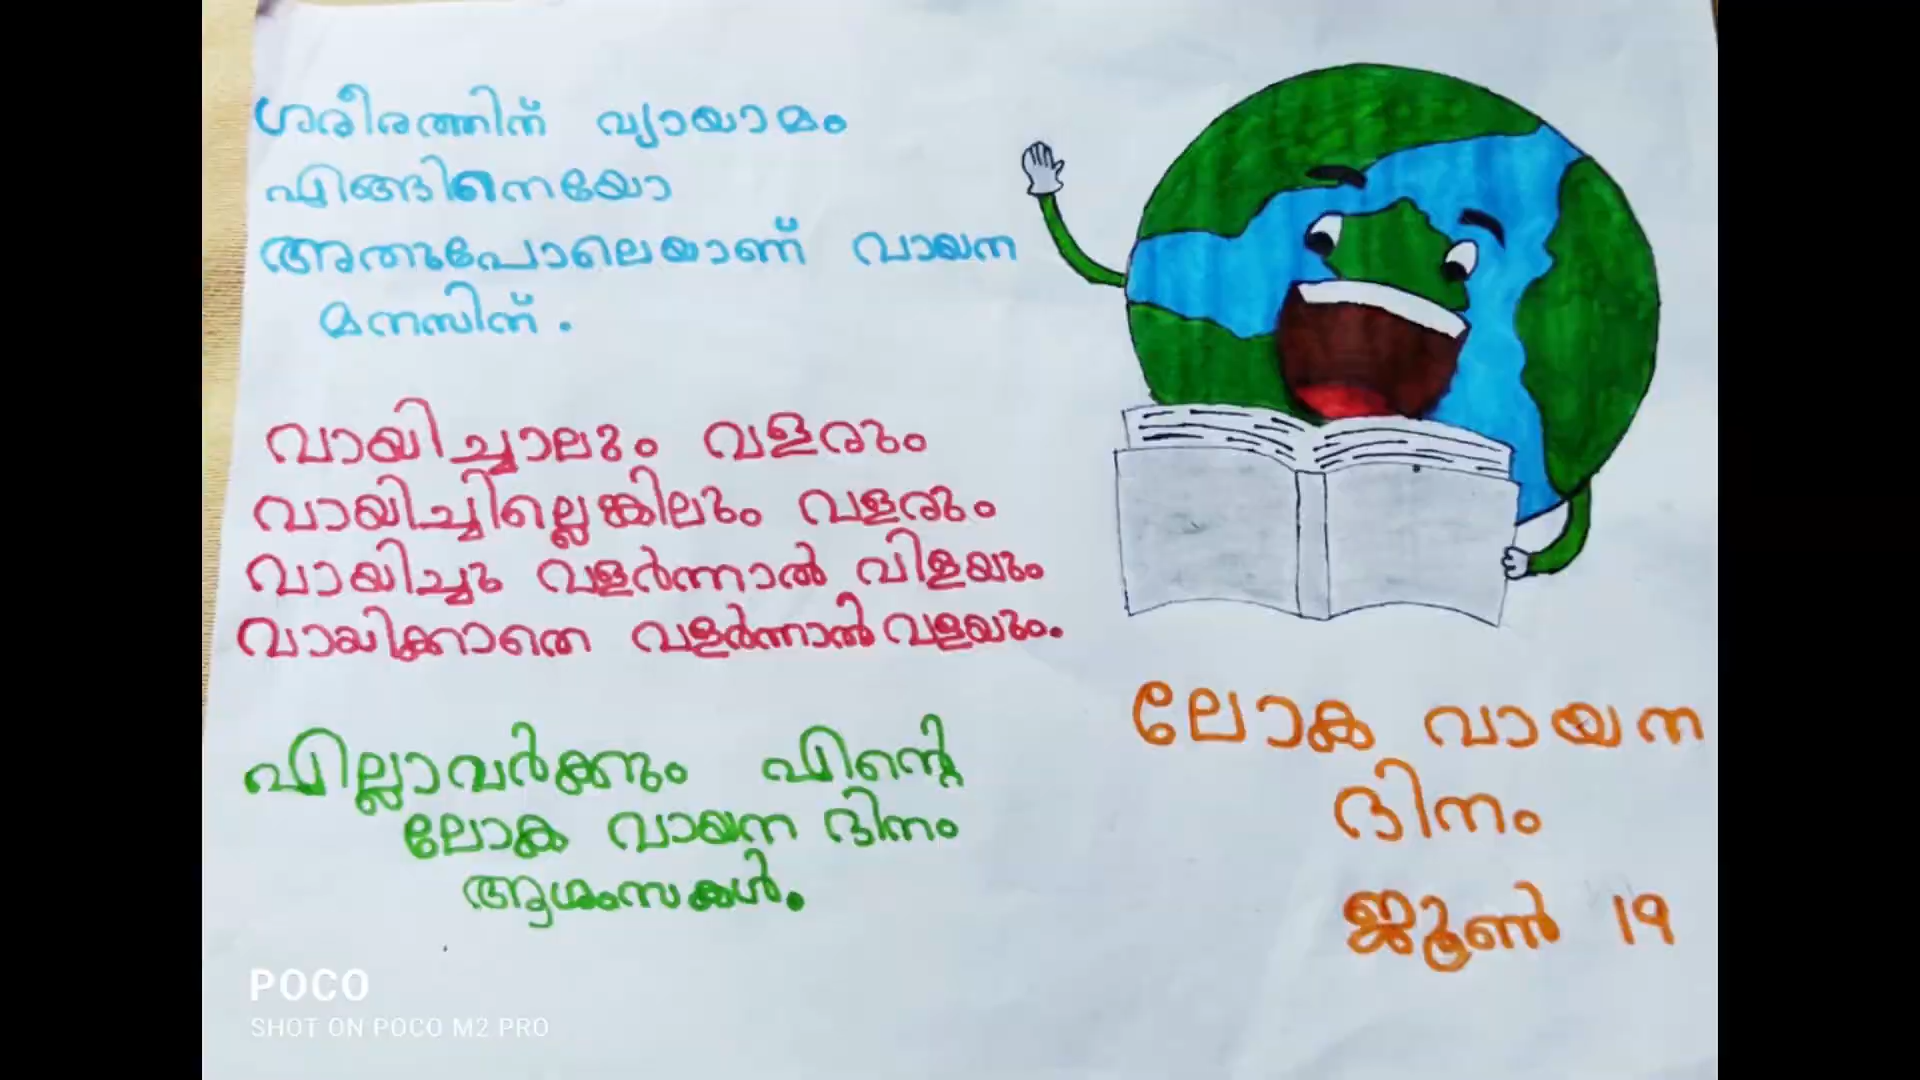 ശരീരത്തിന് വ്യായാമം
എങ്ങിനെയോ
അതുപോലെയാണ് വായന
മനസിന്.
വായിച്ചാലും വളരും
വായിച്ചില്ലെങ്കിലും വളരും
വായിച്ചു വളർന്നാൽ വിളയും
വായിക്കാതെ വളർന്നാൽ വളയും.
എല്ലാവർക്കും എൻ്റെ
ലോക വായന ദിനം
ആശംസകൾ.
ലോക വായന
ദിനം
ജൂൺ 19
POCO
SHOT ON POCO M2 PRO